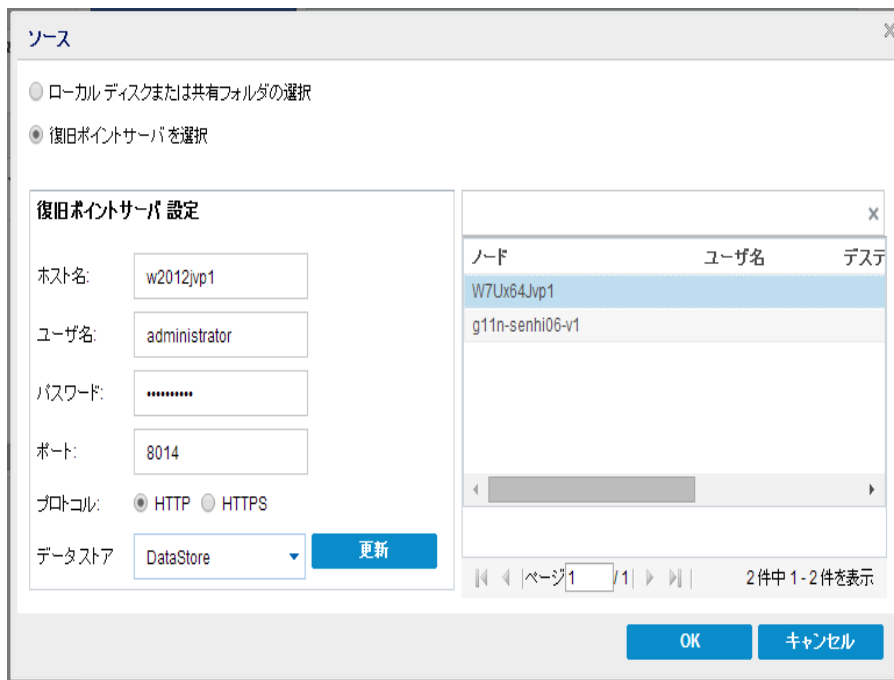 ソース
ローカル ディスクまたは共有フォルダの選択
復旧ポイントサーバを選択
復旧ポイントサーバ 設定
ホスト名: w2012jvp1
ユーザ名: administrator
パスワード: ••••••••••
ポート: 8014
プロトコル: HTTP HTTPS
データストア DataStore 更新
ノード ユーザ名 デステ
W7Ux64Jvp1
g11n-senhi06-v1
ページ 1 / 1 2 件中 1 - 2 件を表示
OK キャンセル